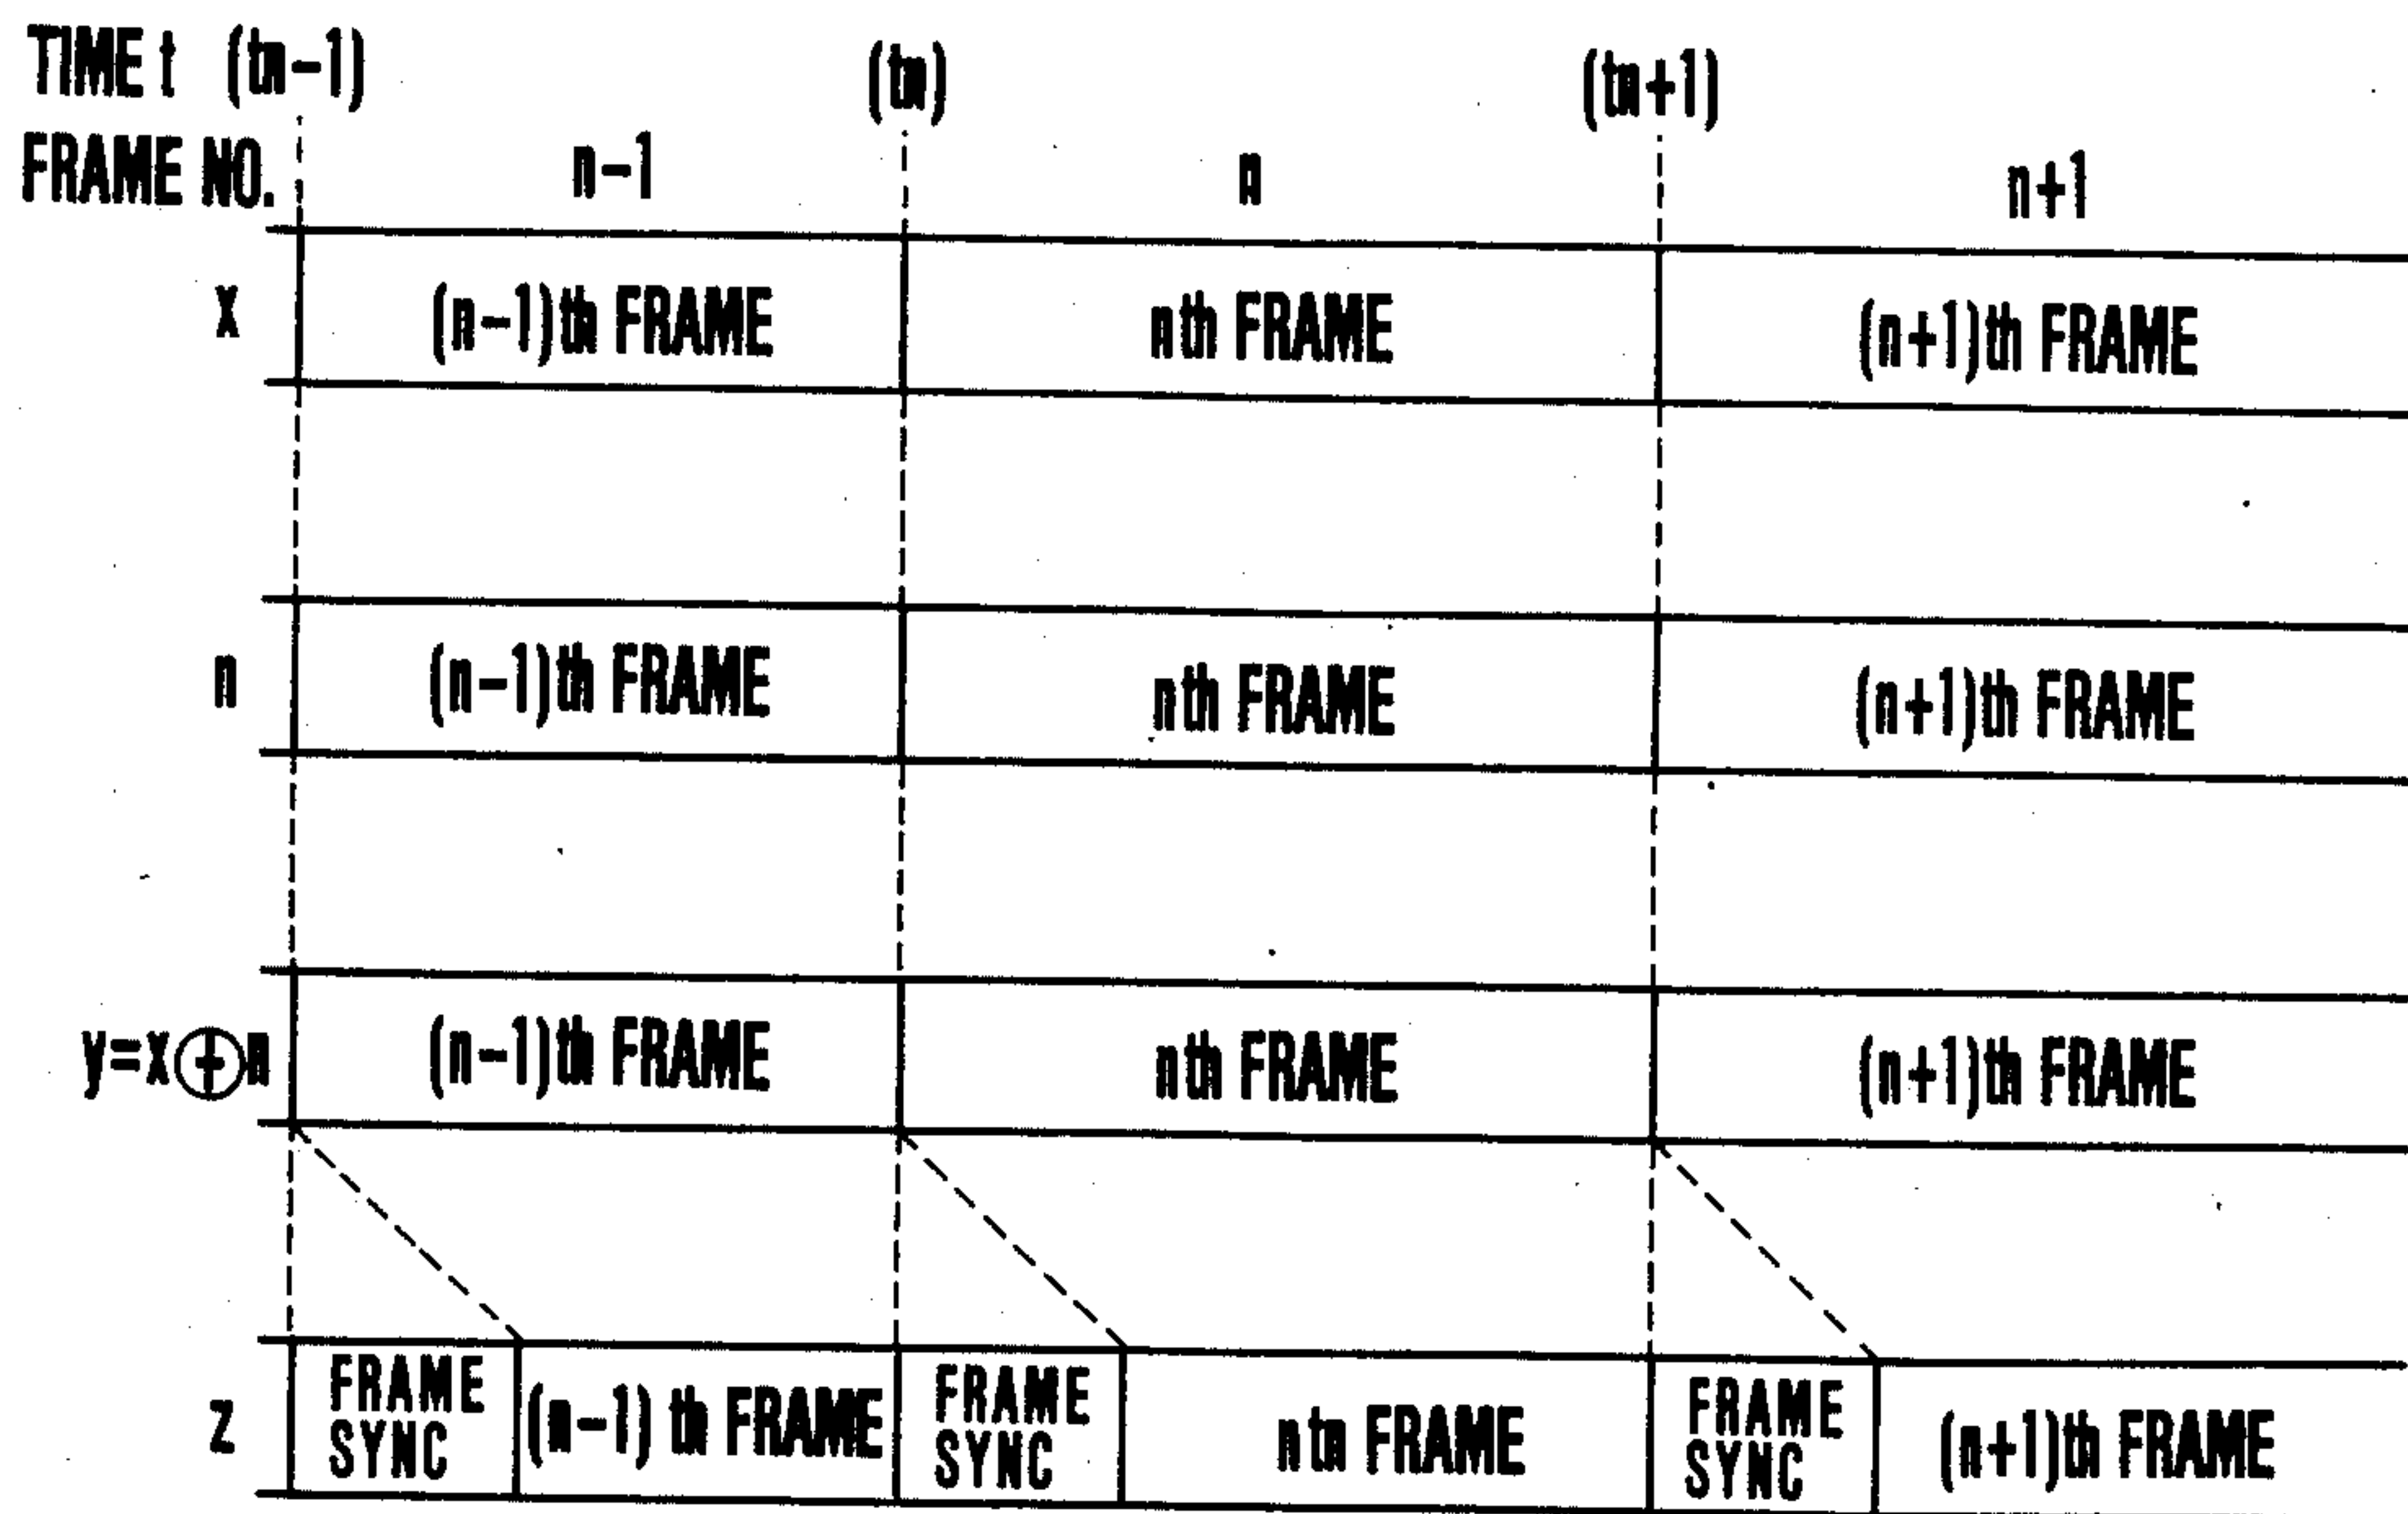 TIME t (tn-1) (tn) (tn+1)
FRAME NO. n-1 n n+1
X (n-1)th FRAME nth FRAME (n+1)th FRAME
n (n-1)th FRAME nth FRAME (n+1)th FRAME
y=x⊕n (n-1)th FRAME nth FRAME (n+1)th FRAME
Z FRAME SYNC (n-1) th FRAME FRAME SYNC nth FRAME FRAME SYNC (n+1)th FRAME